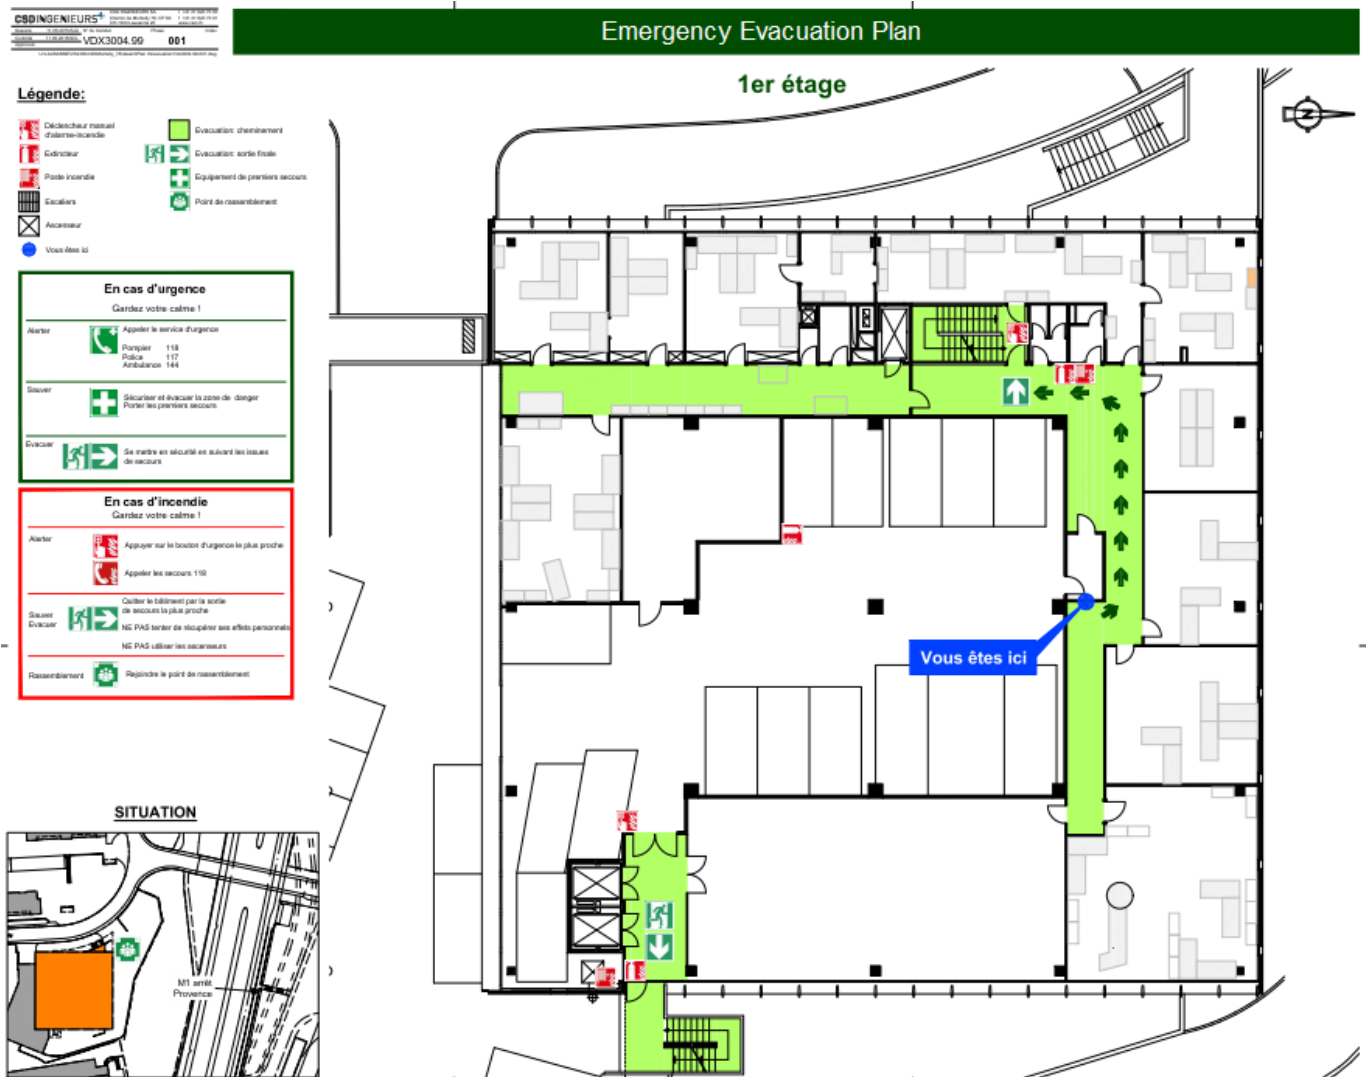 CSDINGENIEURS+
VDX3004.99
001
Emergency Evacuation Plan
1er étage
Légende:
Déclencheur manuel
d'alarme-incendie
Extincteur
Poste incendie
Escaliers
Ascenseur
Vous êtes ici
Evacuation: cheminement
Evacuation: sortie finale
Equipement de premiers secours
Point de rassemblement
En cas d'urgence
Gardez votre calme !
Alerter
Appeler le service d'urgence
Pompier 118
Police 117
Ambulance 144
Sauver
Sécuriser et évacuer la zone de danger
Porter les premiers secours
Evacuer
Se mettre en sécurité en suivant les issues
de secours
En cas d'incendie
Gardez votre calme !
Alerter
Appuyer sur le bouton d'urgence le plus proche
Appeler les secours 118
Sauver
Evacuer
Quitter le bâtiment par la sortie
de secours la plus proche
NE PAS tenter de récupérer ses effets personnels
NE PAS utiliser les ascenseurs
Rassemblement
Rejoindre le point de rassemblement
Vous êtes ici
SITUATION
M1 arrêt
Provence